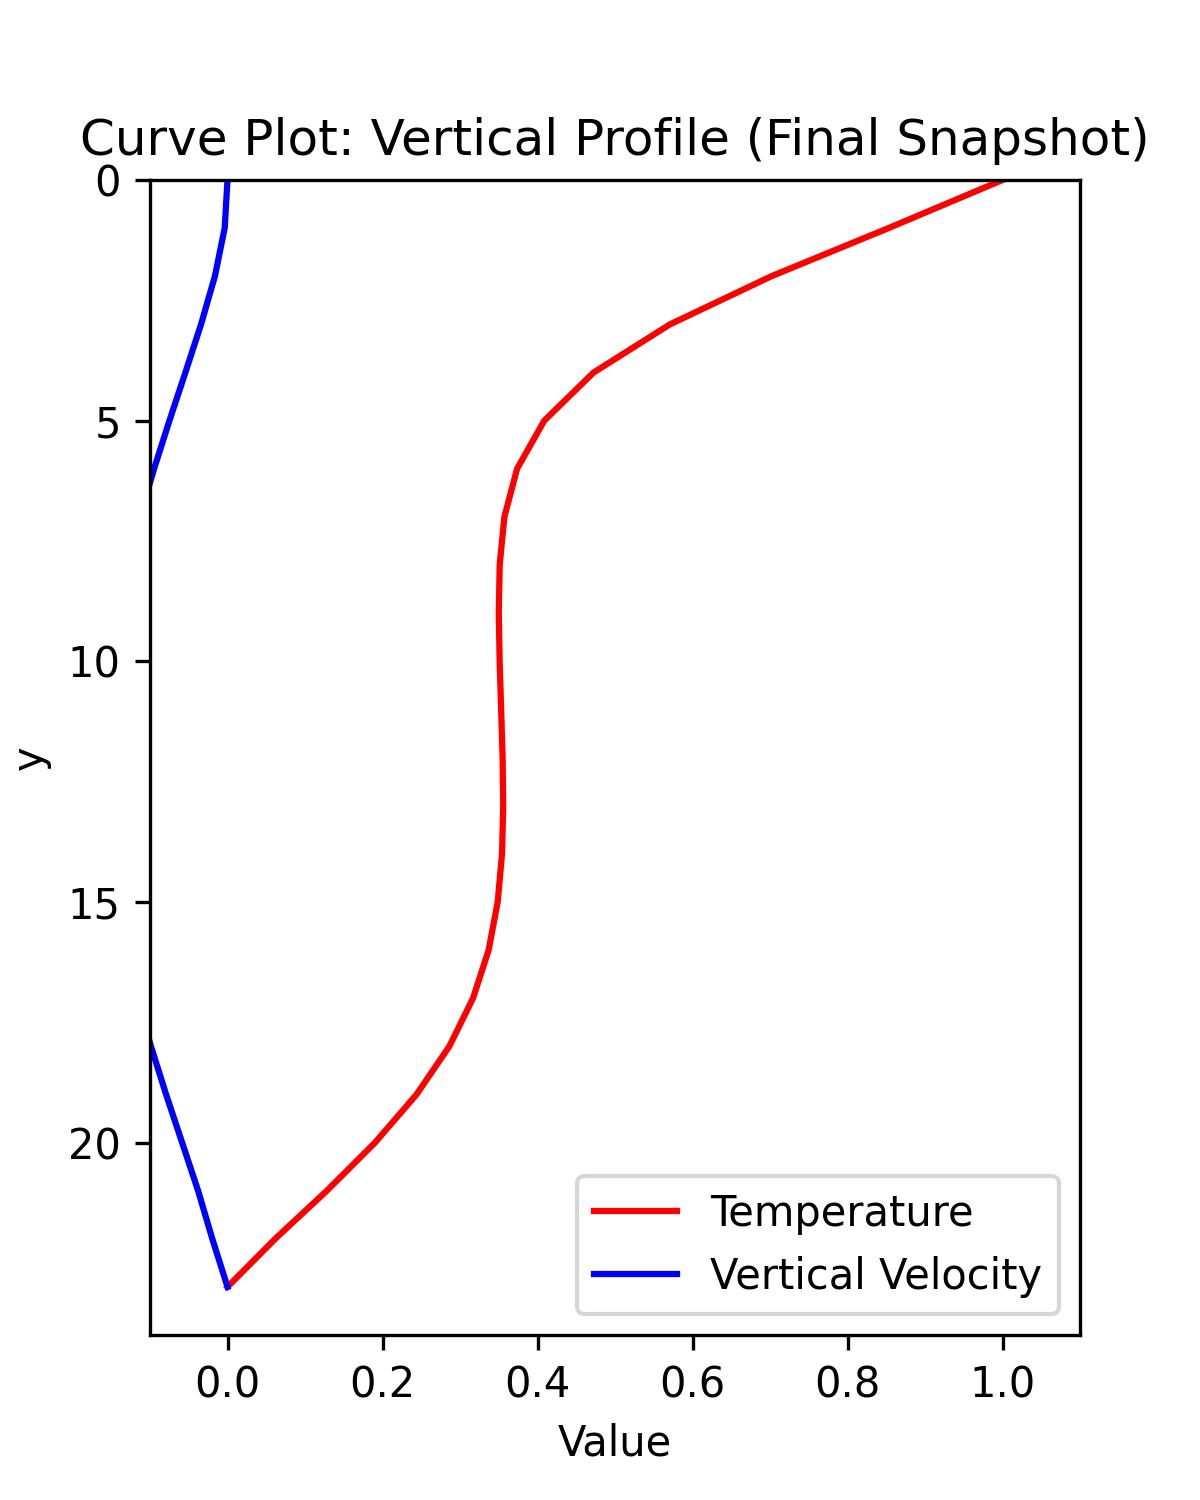 Curve Plot: Vertical Profile (Final Snapshot)
0
5
10
15
20
y
Temperature
Vertical Velocity
0.0 0.2 0.4 0.6 0.8 1.0
Value